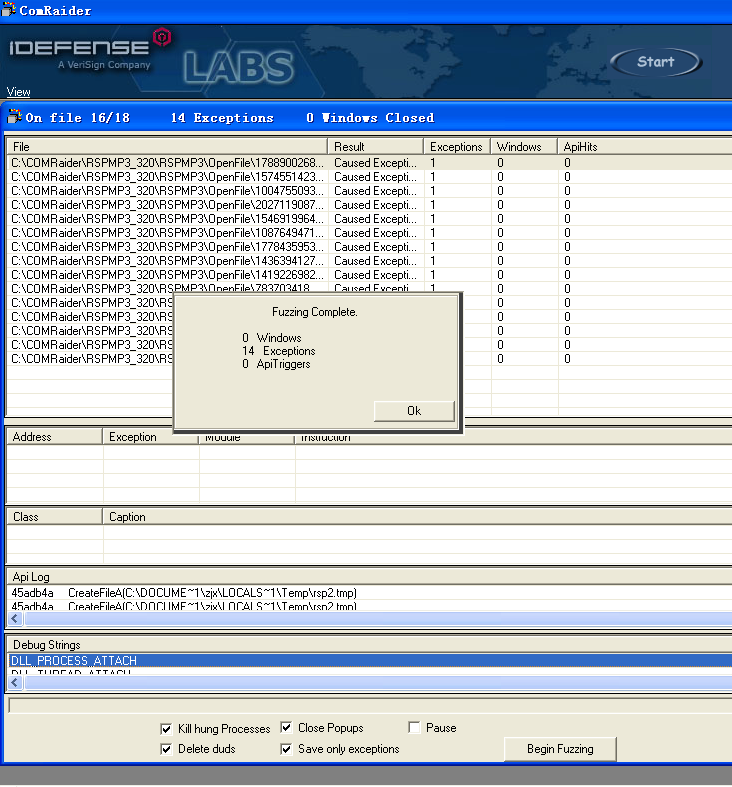 ComRaider
iDEFENSE
A VeriSign Company
LABS
Start
View
On file 16/18 14 Exceptions 0 Windows Closed
File Result Exceptions Windows ApiHits
C:\COMRaider\RSPMP3_320\RSPMP3\OpenFile\1788900268... Caused Excepti... 1 0 0
C:\COMRaider\RSPMP3_320\RSPMP3\OpenFile\1574551423... Caused Excepti... 1 0 0
C:\COMRaider\RSPMP3_320\RSPMP3\OpenFile\1004755093... Caused Excepti... 1 0 0
C:\COMRaider\RSPMP3_320\RSPMP3\OpenFile\2027119087... Caused Excepti... 1 0 0
C:\COMRaider\RSPMP3_320\RSPMP3\OpenFile\1546919964... Caused Excepti... 1 0 0
C:\COMRaider\RSPMP3_320\RSPMP3\OpenFile\1087649471... Caused Excepti... 1 0 0
C:\COMRaider\RSPMP3_320\RSPMP3\OpenFile\1778435953... Caused Excepti... 1 0 0
C:\COMRaider\RSPMP3_320\RSPMP3\OpenFile\1436394127... Caused Excepti... 1 0 0
C:\COMRaider\RSPMP3_320\RSPMP3\OpenFile\1419226982... Caused Excepti... 1 0 0
C:\COMRaider\RSPMP3_320\RSPMP3\OpenFile\783703418... Caused Excepti... 1 0 0
C:\COMRaider\RSPMP3_320\RS 0 0
C:\COMRaider\RSPMP3_320\RS 0 0
C:\COMRaider\RSPMP3_320\RS 0 0
C:\COMRaider\RSPMP3_320\RS 0 0
C:\COMRaider\RSPMP3_320\RS 0 0
Fuzzing Complete.
0 Windows
14 Exceptions
0 ApiTriggers
Ok
Address Exception Module Instruction
Class Caption
Api Log
45adb4a CreateFileA(C:\DOCUME~1\zjx\LOCALS~1\Temp\rsp2.tmp)
45adb4a CreateFileA(C:\DOCUME~1\zjx\LOCALS~1\Temp\rsp2.tmp)
Debug Strings
DLL_PROCESS_ATTACH
DLL_THREAD_ATTACH
Kill hung Processes Close Popups Pause
Delete duds Save only exceptions Begin Fuzzing